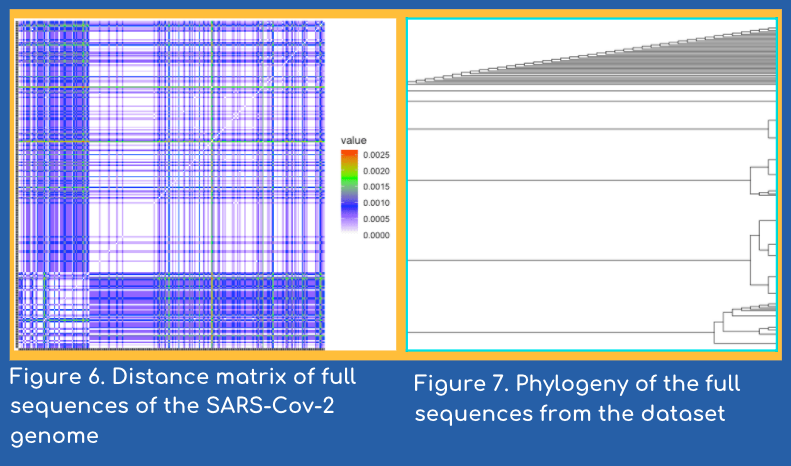 value
0.0025
0.0020
0.0015
0.0010
0.0005
0.0000
Figure 6. Distance matrix of full
sequences of the SARS-Cov-2
genome
Figure 7. Phylogeny of the full
sequences from the dataset